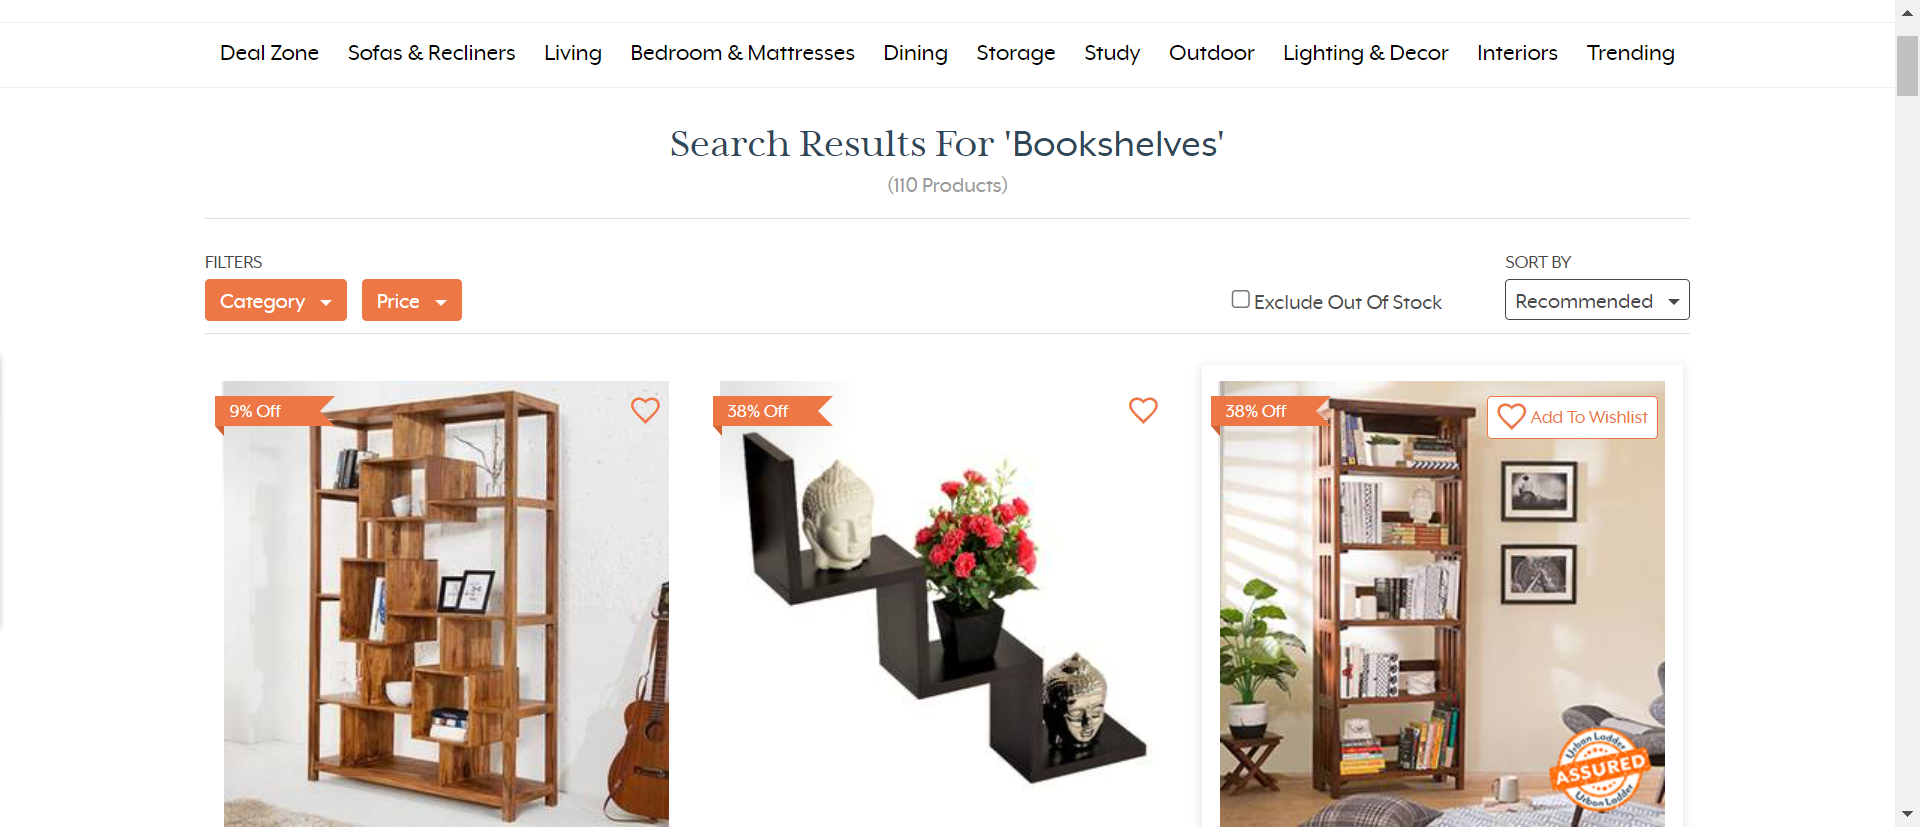 Deal Zone Sofas & Recliners Living Bedroom & Mattresses Dining Storage Study Outdoor Lighting & Decor Interiors Trending
Search Results For 'Bookshelves'
(110 Products)
FILTERS
SORT BY
Category
Price
Exclude Out Of Stock
Recommended
9% Off
38% Off
38% Off
Add To Wishlist
Urban Ladder
ASSURED
Urban Ladder